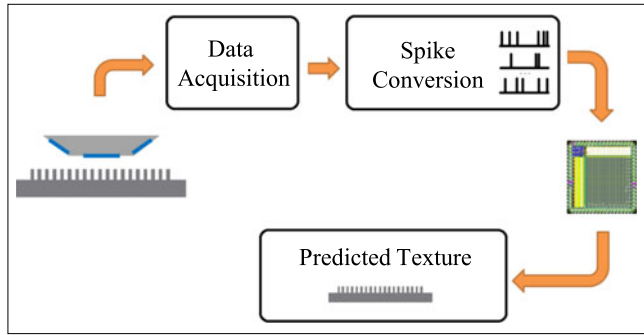 Data
Acquisition
Spike
Conversion
...
Predicted Texture